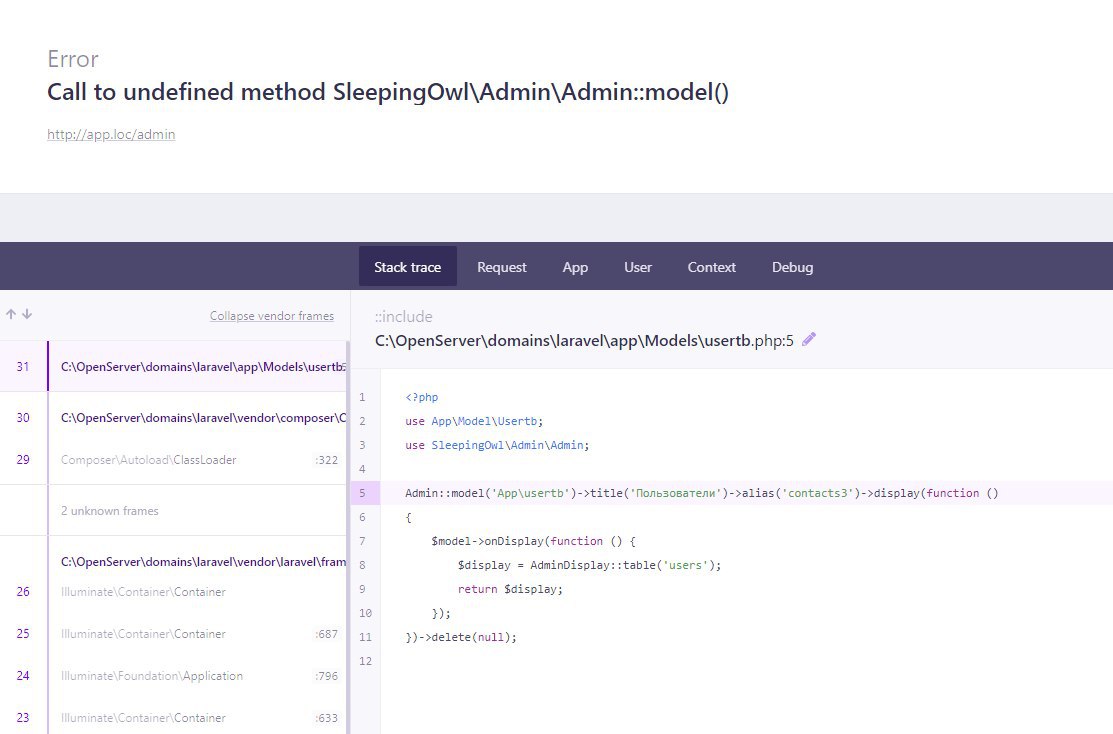 Error
Call to undefined method SleepingOwl\Admin\Admin::model()
http://app.loc/admin
Stack trace Request App User Context Debug
Collapse vendor frames
31 C:\OpenServer\domains\laravel\app\Models\usertb
30 C:\OpenServer\domains\laravel\vendor\composer\C
29 Composer\Autoload\ClassLoader :322
2 unknown frames
C:\OpenServer\domains\laravel\vendor\laravel\fram
26 Illuminate\Container\Container
25 Illuminate\Container\Container :687
24 Illuminate\Foundation\Application :796
23 Illuminate\Container\Container :633
::include
C:\OpenServer\domains\laravel\app\Models\usertb.php:5
1 <?php
2 use App\Model\Usertb;
3 use SleepingOwl\Admin\Admin;
4
5 Admin::model('App\usertb')->title('Пользователи')->alias('contacts3')->display(function ()
6 {
7 $model->onDisplay(function () {
8 $display = AdminDisplay::table('users');
9 return $display;
10 });
11 })->delete(null);
12